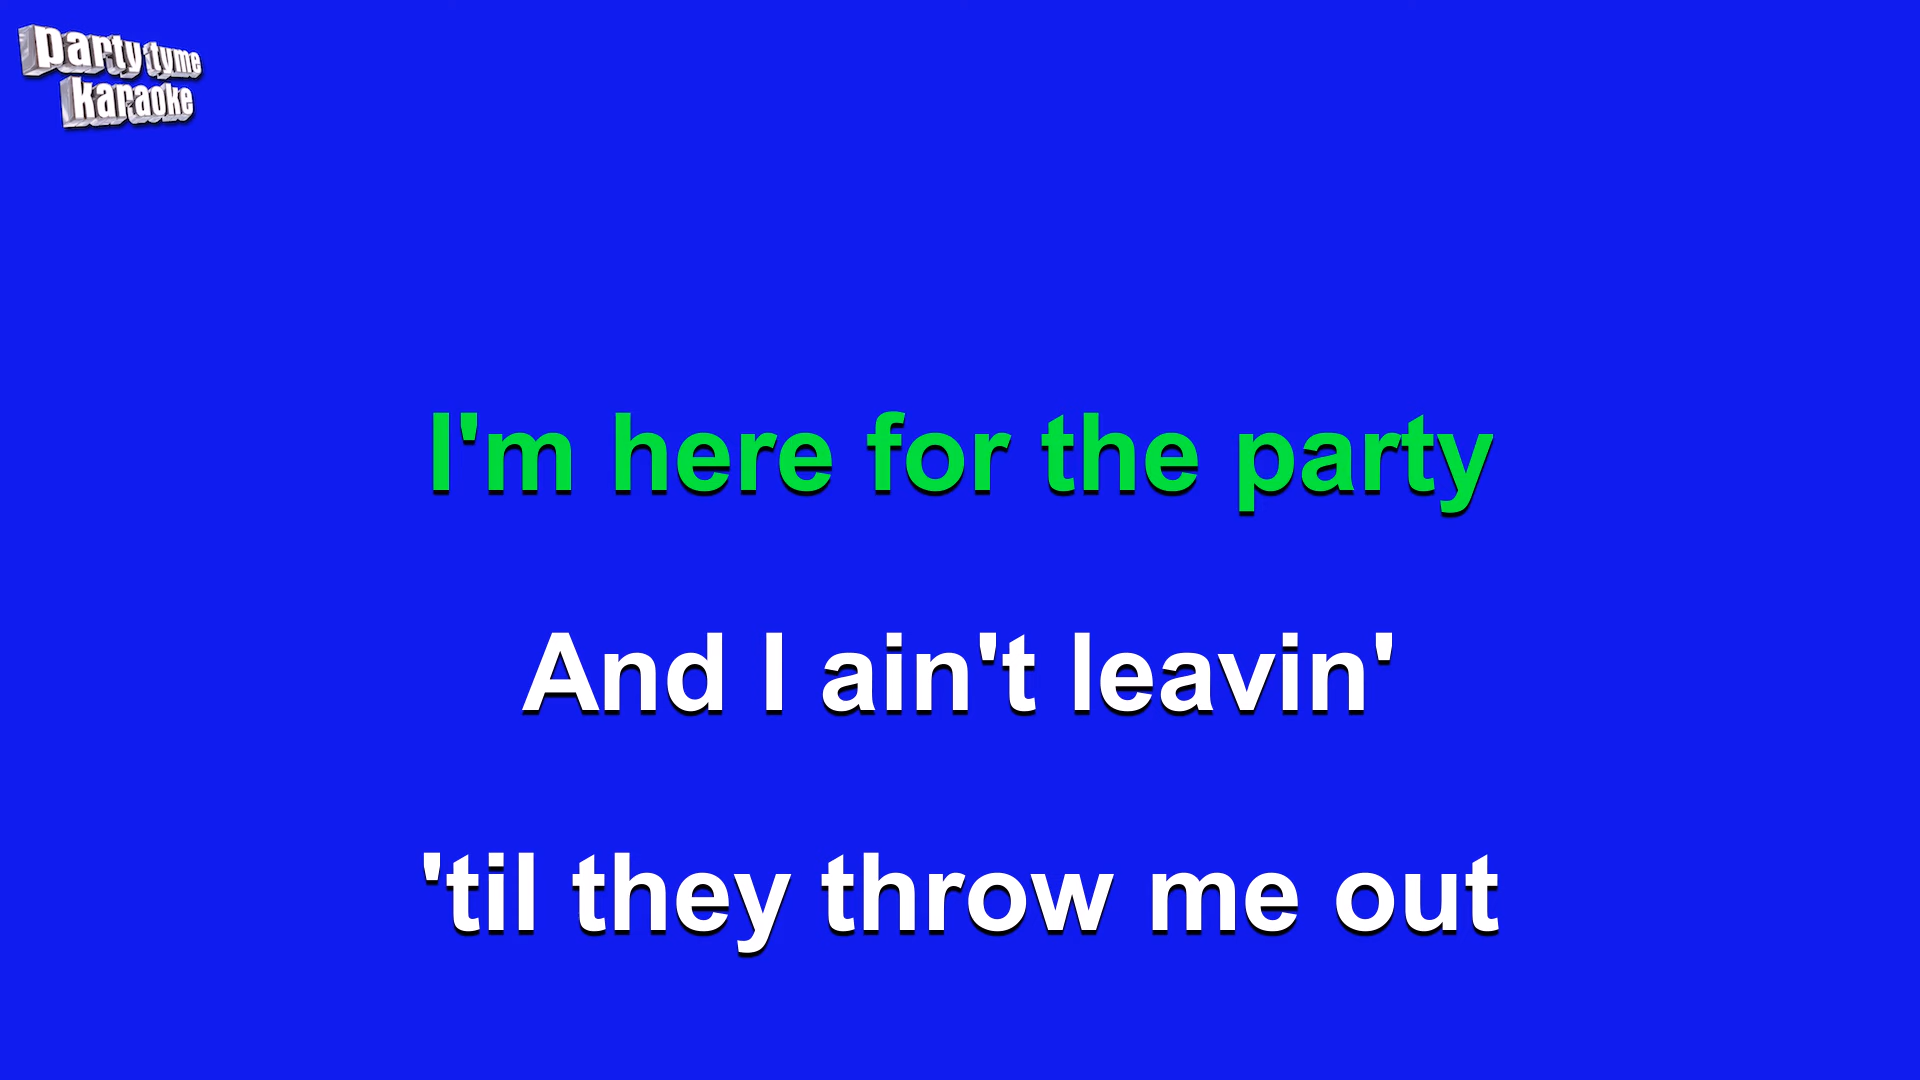 party tyme
karaoke
I'm here for the party
And I ain't leavin'
'til they throw me out